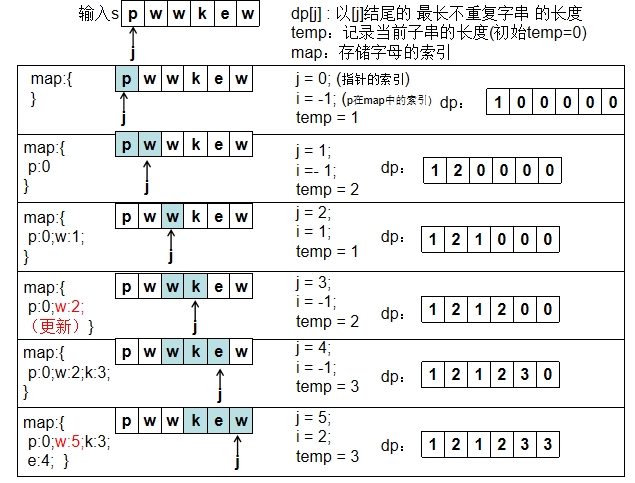 输入s p w w k e w
j
dp[j] : 以[j]结尾的 最长不重复字串 的长度
temp：记录当前子串的长度(初始temp=0)
map：存储字母的索引
map:{
}
p w w k e w
j
j = 0; (指针的索引)
i = -1; (p在map中的索引)
temp = 1
dp: 1 0 0 0 0 0
map:{
p:0
}
p w w k e w
j
j = 1;
i =- 1;
temp = 2
dp: 1 2 0 0 0 0
map:{
p:0;w:1;
}
p w w k e w
j
j = 2;
i = 1;
temp = 1
dp: 1 2 1 0 0 0
map:{
p:0;w:2;
（更新）}
p w w k e w
j
j = 3;
i = -1;
temp = 2
dp: 1 2 1 2 0 0
map:{
p:0;w:2;k:3;
}
p w w k e w
j
j = 4;
i = -1;
temp = 3
dp: 1 2 1 2 3 0
map:{
p:0;w:5;k:3
e:4; }
p w w k e w
j
j = 5;
i = 2;
temp = 3
dp: 1 2 1 2 3 3